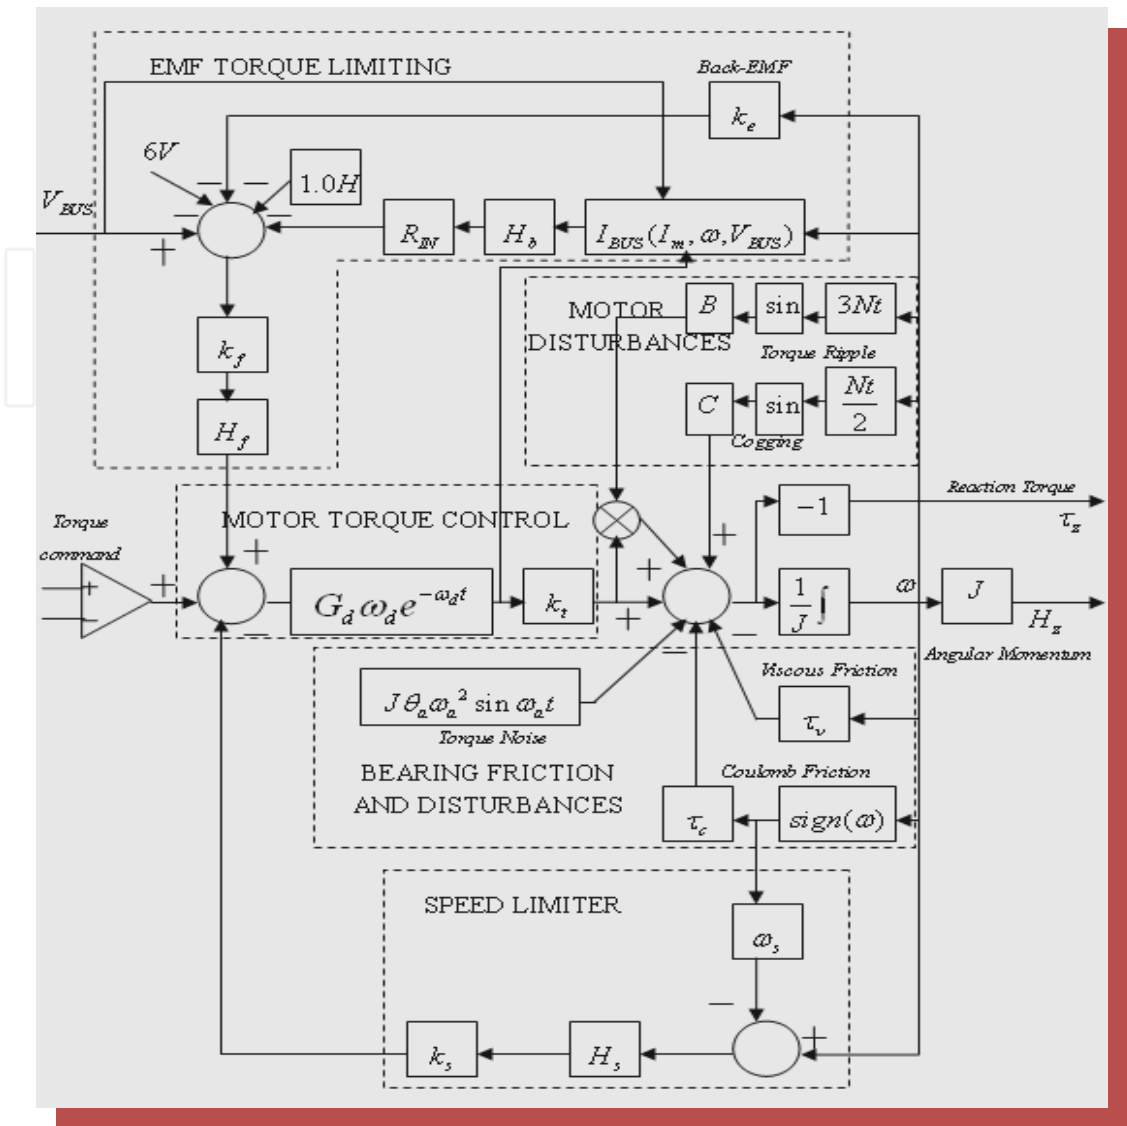 EMF TORQUE LIMITING
Back-EMF
k_e
6V
− −
1.0H
V_BUS
− −
+
R_IN
H_b
I_BUS(I_m, ω, V_BUS)
MOTOR
DISTURBANCES
B
sin
3Nt
Torque Ripple
k_f
C
sin
Nt/2
Cogging
H_f
Reaction Torque
−1
τ_z
Torque
command
MOTOR TORQUE CONTROL
+
+
+
−
+
−
G_d ω_d e^{−ω_d t}
k_t
+
+
+
−
−
1/J ∫
ω
J
H_z
Angular Momentum
Viscous Friction
Jθ_a ω_a² sin ω_a t
τ_v
Torque Noise
BEARING FRICTION
AND DISTURBANCES
Coulomb Friction
τ_c
sign(ω)
SPEED LIMITER
ω_s
−
+
k_s
H_s